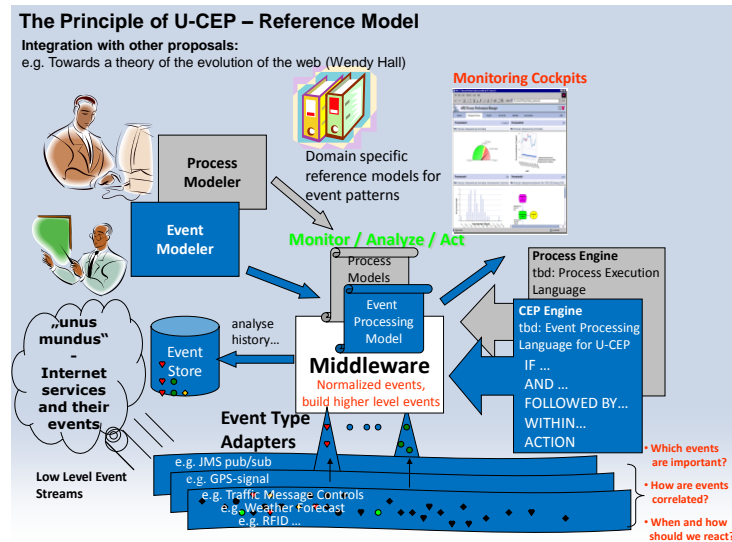 The Principle of U-CEP – Reference Model
Integration with other proposals:
e.g. Towards a theory of the evolution of the web (Wendy Hall)
Monitoring Cockpits
Process
Modeler
Domain specific
reference models for
event patterns
Event
Modeler
Monitor / Analyze / Act
Process
Models
Event
Processing
Model
Process Engine
tbd: Process Execution
Language
CEP Engine
tbd: Event Processing
Language for U-CEP
IF …
AND …
FOLLOWED BY…
WITHIN…
ACTION
„unus
mundus“
-
Internet
services
and their
events
Event
Store
analyse
history…
Middleware
Normalized events,
build higher level events
Event Type
Adapters
Low Level Event
Streams
e.g. JMS pub/sub
e.g. GPS-signal
e.g. Traffic Message Controls
e.g. Weather Forecast
e.g. RFID …
• Which events
are important?
• How are events
correlated?
• When and how
should we react?